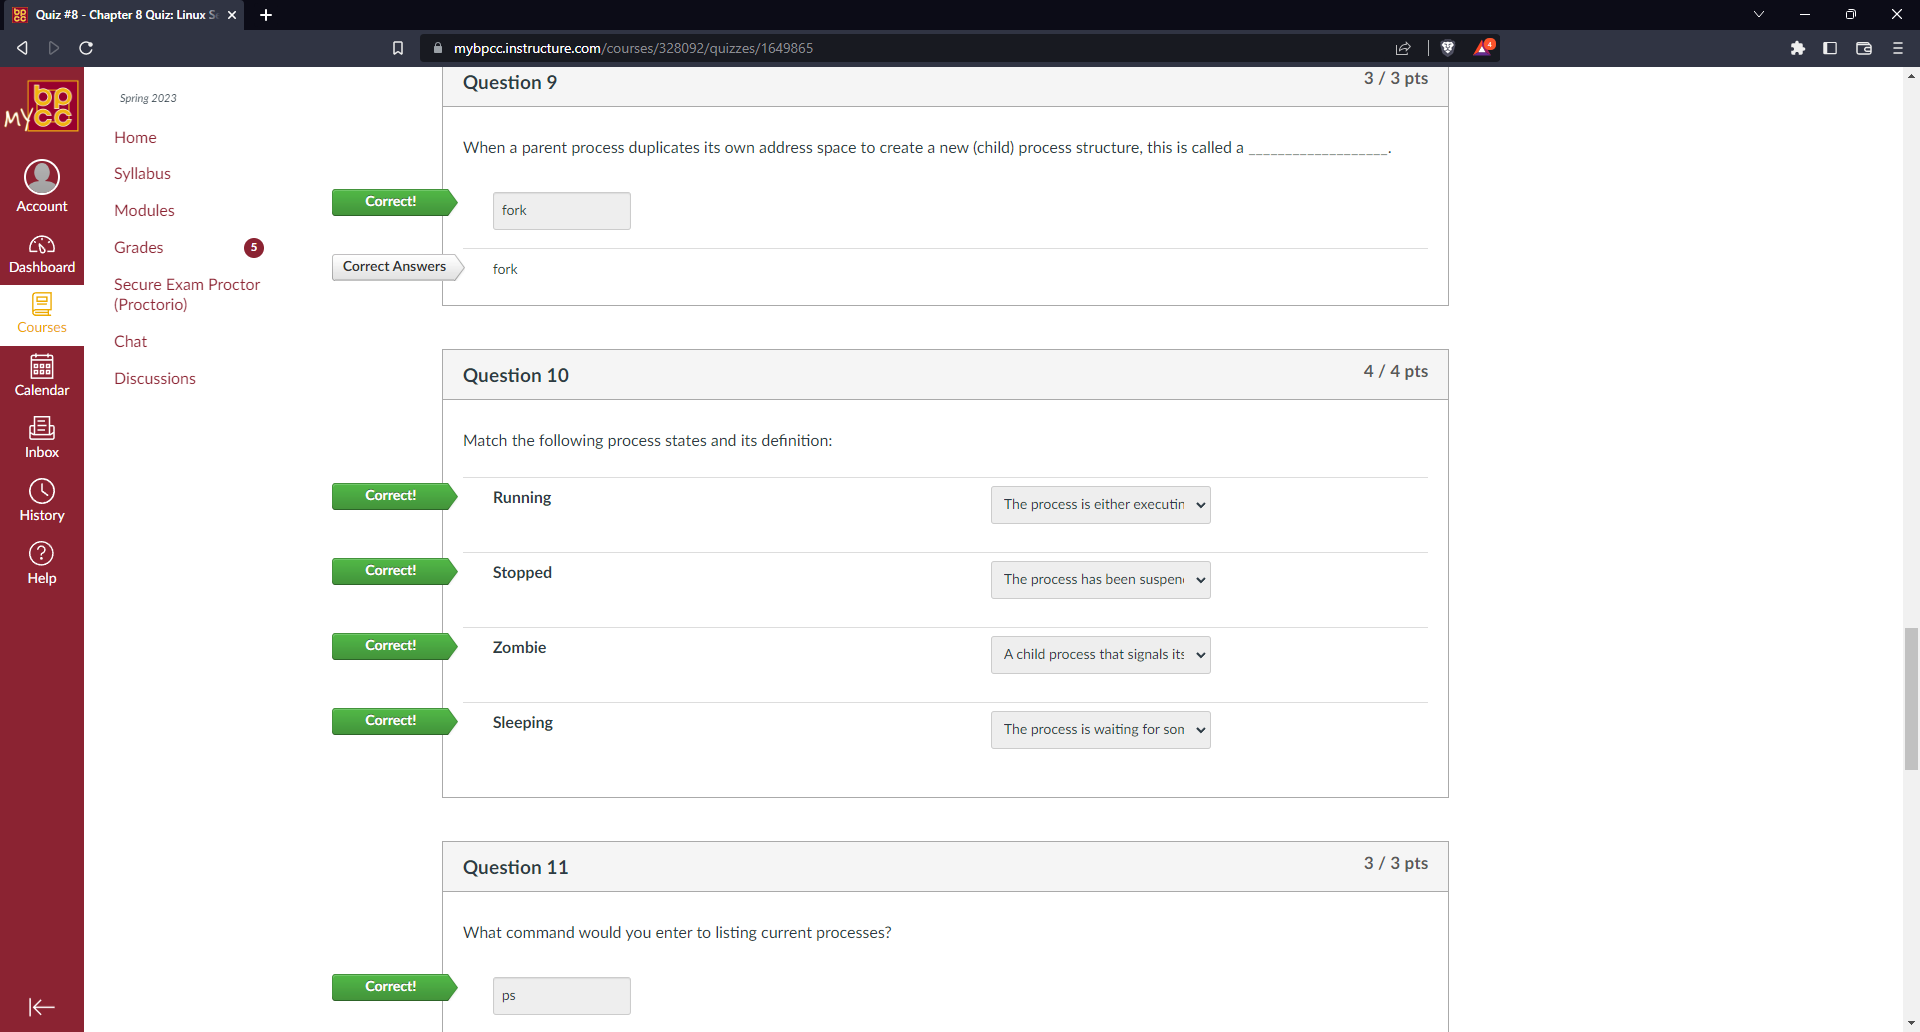 Quiz #8 - Chapter 8 Quiz: Linux S
mybpcc.instructure.com/courses/328092/quizzes/1649865
4
my
bp
cc
Account
Dashboard
Courses
Calendar
Inbox
History
Help
Spring 2023
Home
Syllabus
Modules
Grades
5
Secure Exam Proctor
(Proctorio)
Chat
Discussions
Question 9
3 / 3 pts
When a parent process duplicates its own address space to create a new (child) process structure, this is called a ___________________.
Correct!
fork
Correct Answers
fork
Question 10
4 / 4 pts
Match the following process states and its definition:
Correct!
Running
The process is either executin
Correct!
Stopped
The process has been suspen
Correct!
Zombie
A child process that signals its
Correct!
Sleeping
The process is waiting for som
Question 11
3 / 3 pts
What command would you enter to listing current processes?
Correct!
ps